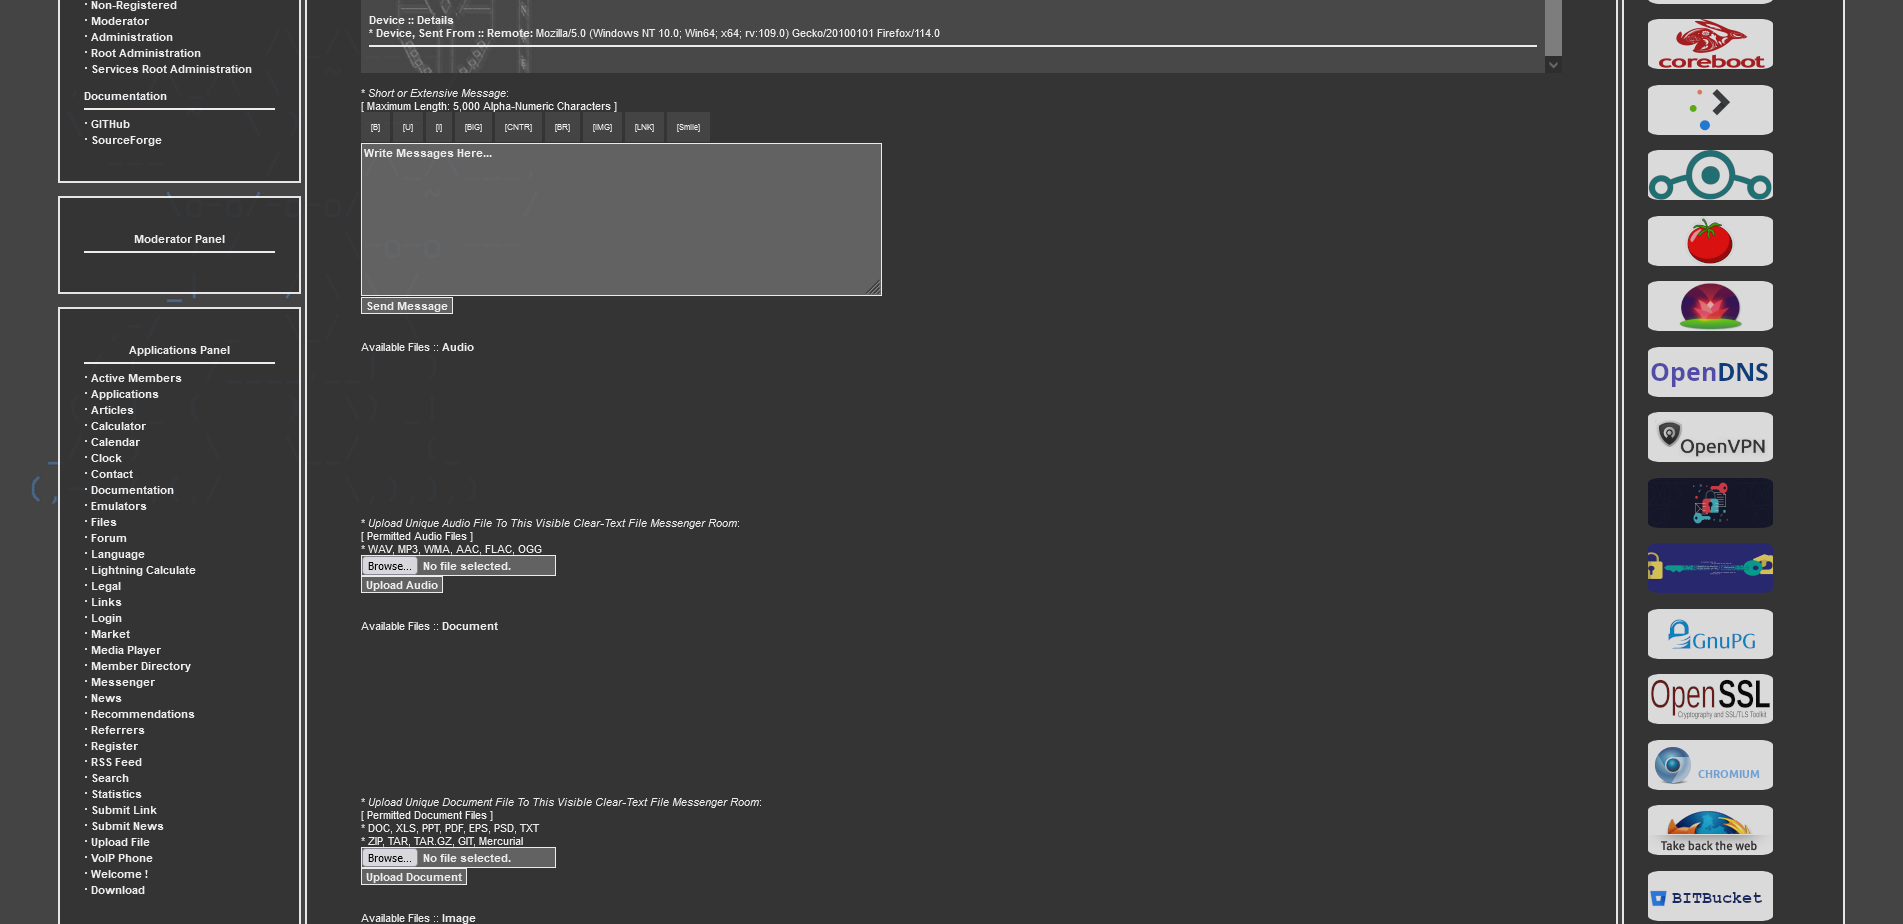 · Non-Registered
· Moderator
· Administration
· Root Administration
· Services Root Administration
Documentation
· GITHub
· SourceForge
Moderator Panel
Applications Panel
· Active Members
· Applications
· Articles
· Calculator
· Calendar
· Clock
· Contact
· Documentation
· Emulators
· Files
· Forum
· Language
· Lightning Calculate
· Legal
· Links
· Login
· Market
· Media Player
· Member Directory
· Messenger
· News
· Recommendations
· Referrers
· Register
· RSS Feed
· Search
· Statistics
· Submit Link
· Submit News
· Upload File
· VoIP Phone
· Welcome !
· Download
Device :: Details
* Device, Sent From :: Remote: Mozilla/5.0 (Windows NT 10.0; Win64; x64; rv:109.0) Gecko/20100101 Firefox/114.0
* Short or Extensive Message:
[ Maximum Length: 5,000 Alpha-Numeric Characters ]
[B] [U] [I] [BIG] [CNTR] [BR] [IMG] [LNK] [Smile]
Write Messages Here...
Send Message
Available Files :: Audio
* Upload Unique Audio File To This Visible Clear-Text File Messenger Room:
[ Permitted Audio Files ]
* WAV, MP3, WMA, AAC, FLAC, OGG
Browse... No file selected.
Upload Audio
Available Files :: Document
* Upload Unique Document File To This Visible Clear-Text File Messenger Room:
[ Permitted Document Files ]
* DOC, XLS, PPT, PDF, EPS, PSD, TXT
* ZIP, TAR, TAR.GZ, GIT, Mercurial
Browse... No file selected.
Upload Document
Available Files :: Image
coreboot
OpenDNS
OpenVPN
GnuPG
OpenSSL
Cryptography and SSL/TLS Toolkit
CHROMIUM
Take back the web
BITBucket